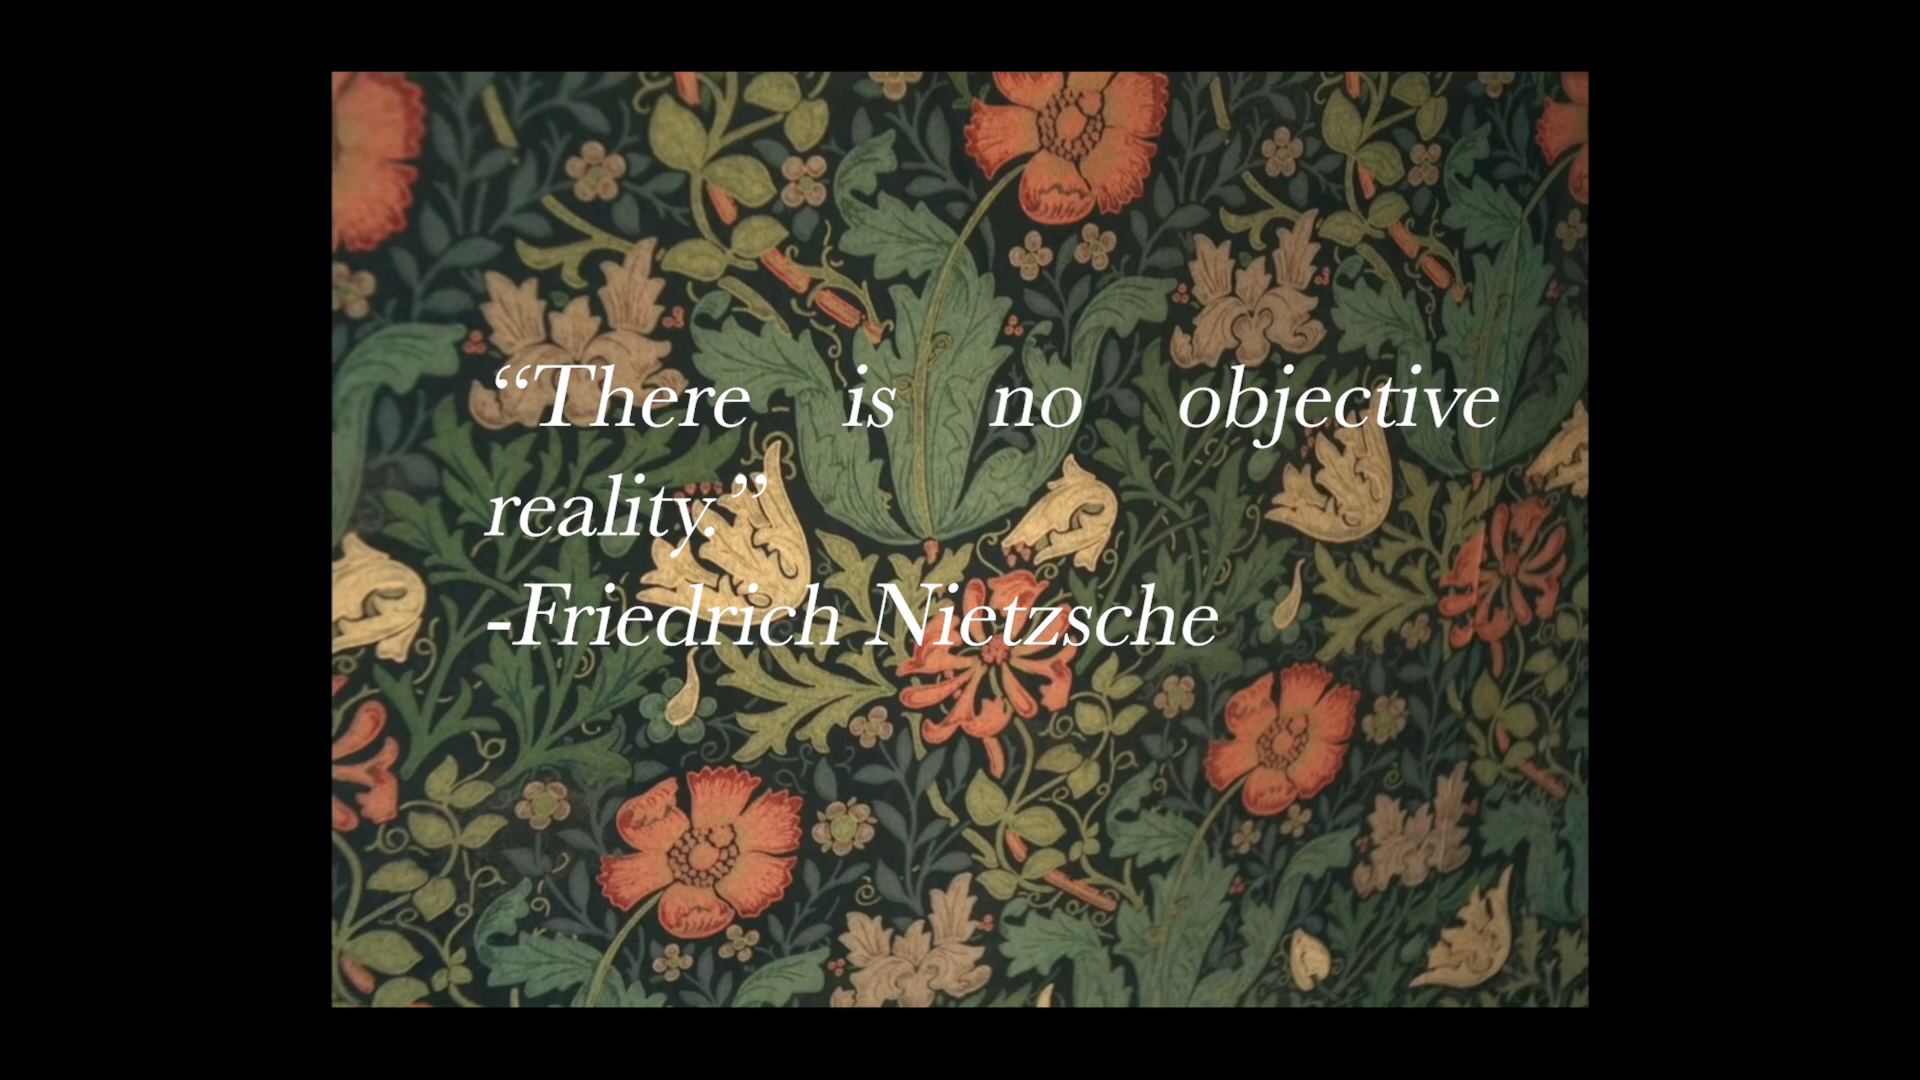 “There is no objective
reality.”
-Friedrich Nietzsche